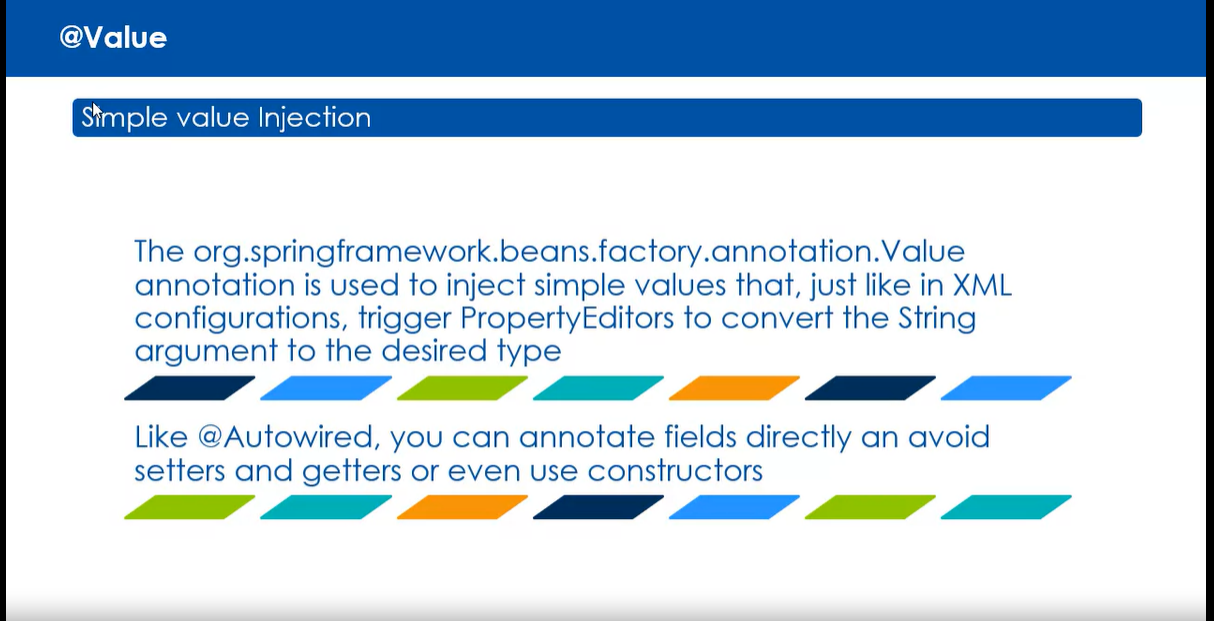 @Value
Simple value Injection
The org.springframework.beans.factory.annotation.Value
annotation is used to inject simple values that, just like in XML
configurations, trigger PropertyEditors to convert the String
argument to the desired type
Like @Autowired, you can annotate fields directly an avoid
setters and getters or even use constructors